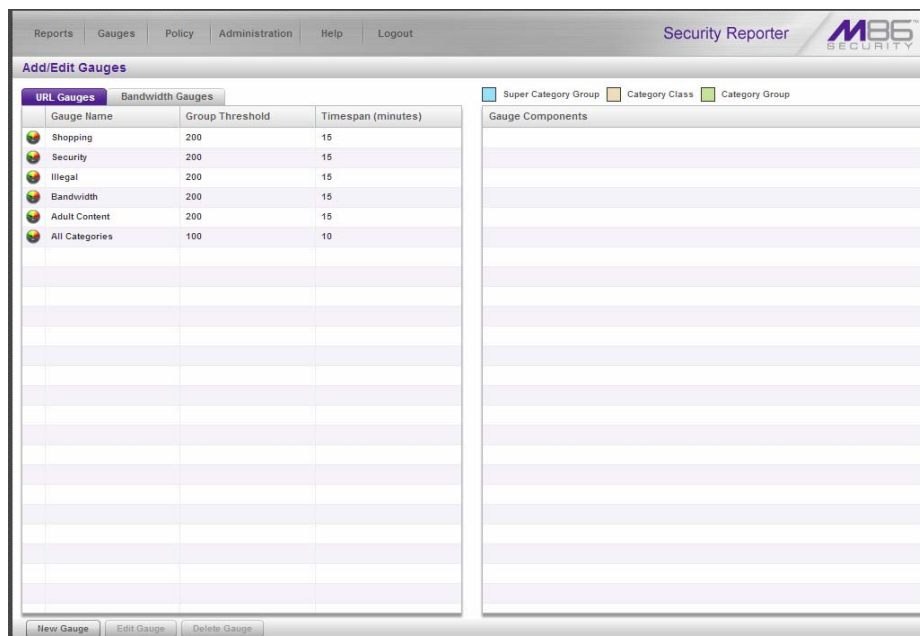 Reports Gauges Policy Administration Help Logout Security Reporter M86 SECURITY
Add/Edit Gauges
URL Gauges Bandwidth Gauges
Super Category Group Category Class Category Group
Gauge Name Group Threshold Timespan (minutes)
Gauge Components
Shopping 200 15
Security 200 15
Illegal 200 15
Bandwidth 200 15
Adult Content 200 15
All Categories 100 10
New Gauge Edit Gauge Delete Gauge